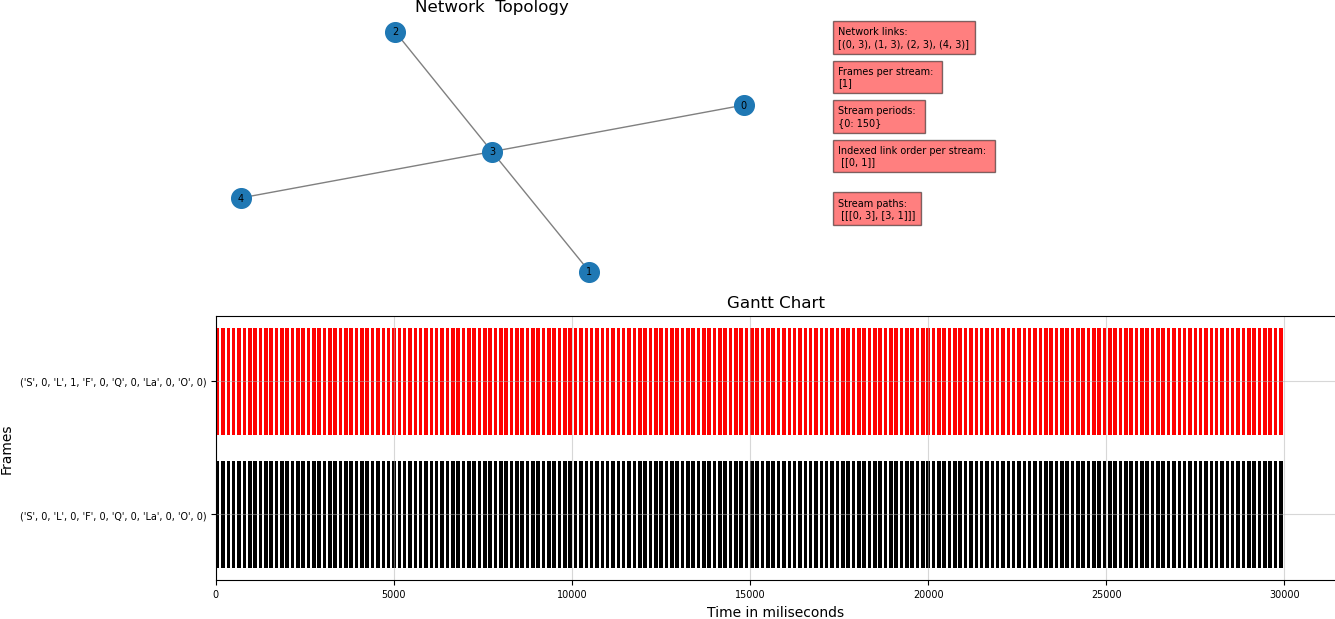 Network  Topology
2
0
3
4
1
Network links:
[(0, 3), (1, 3), (2, 3), (4, 3)]
Frames per stream:
[1]
Stream periods:
{0: 150}
Indexed link order per stream:
[[0, 1]]
Stream paths:
[[[0, 3], [3, 1]]]
Gantt Chart
('S', 0, 'L', 1, 'F', 0, 'Q', 0, 'La', 0, 'O', 0)
('S', 0, 'L', 0, 'F', 0, 'Q', 0, 'La', 0, 'O', 0)
Frames
0 5000 10000 15000 20000 25000 30000
Time in miliseconds